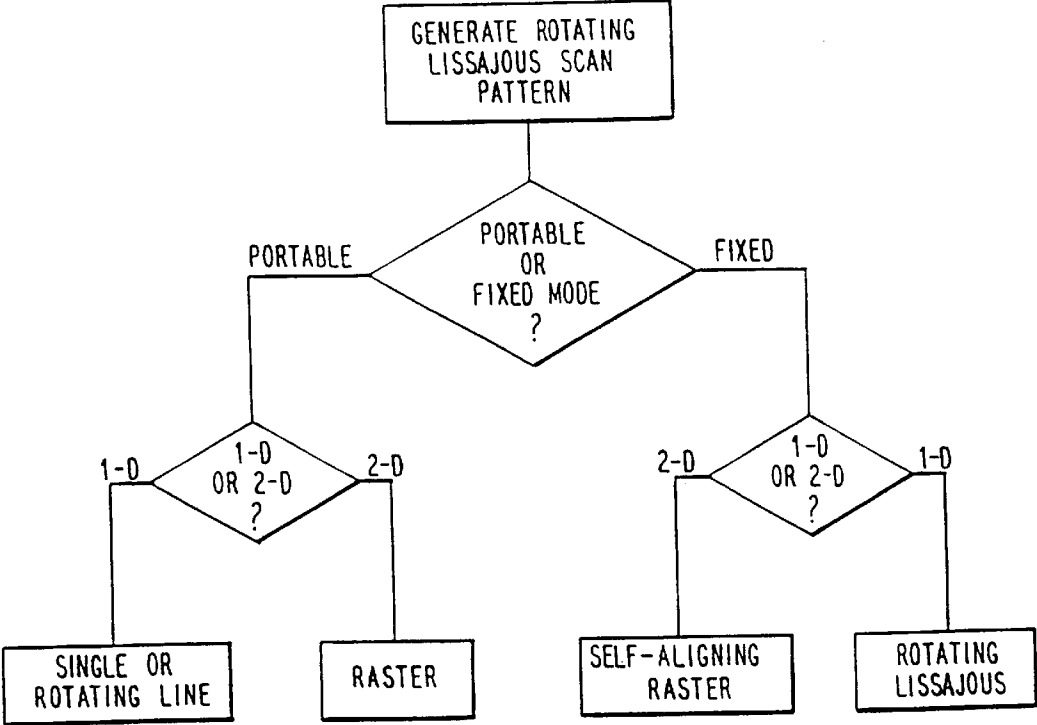 GENERATE ROTATING
LISSAJOUS SCAN
PATTERN
PORTABLE
PORTABLE
OR
FIXED MODE
?
FIXED
1-D
1-D
OR 2-D
?
2-D
2-D
1-D
OR 2-D
?
1-D
SINGLE OR
ROTATING LINE
RASTER
SELF-ALIGNING
RASTER
ROTATING
LISSAJOUS